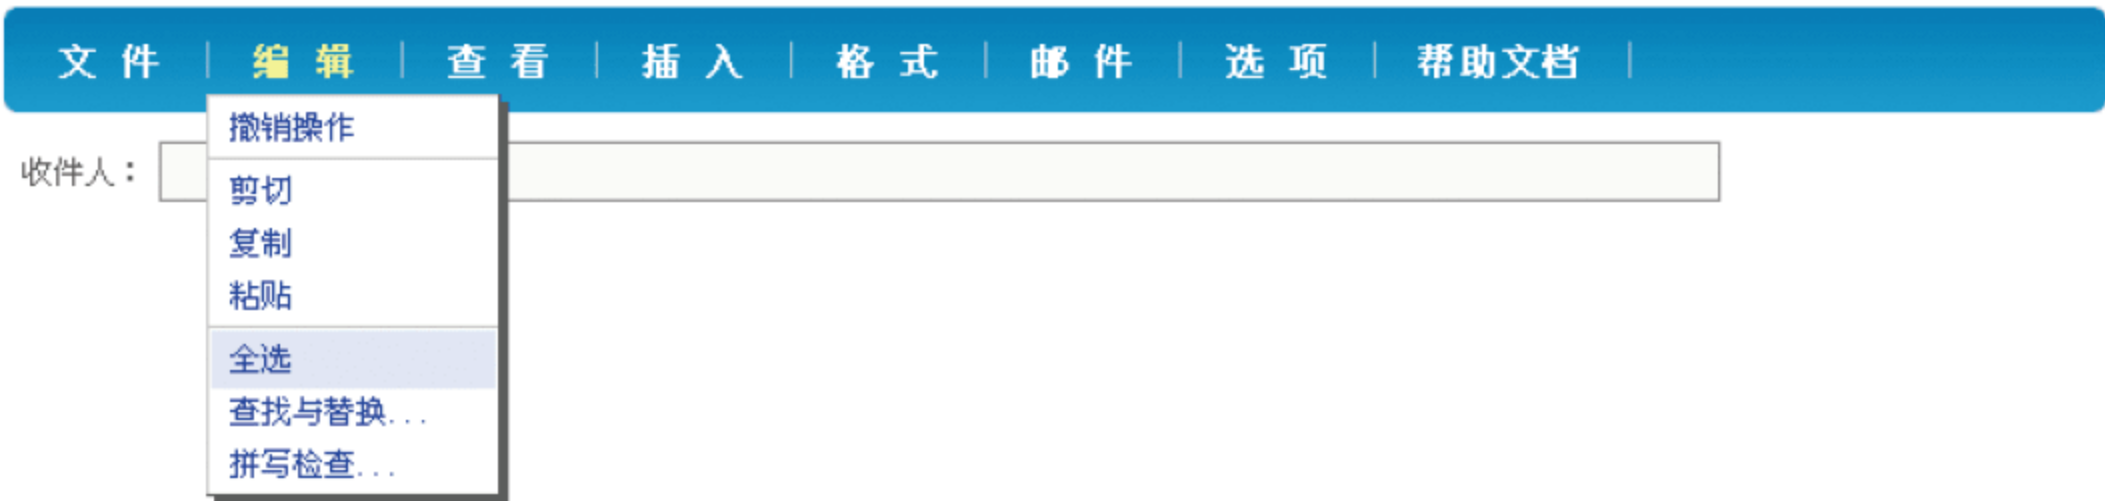 文 件 | 编 辑 | 查 看 | 插 入 | 格 式 | 邮 件 | 选 项 | 帮助文档 |
撤销操作
收件人：
剪切
复制
粘贴
全选
查找与替换...
拼写检查...